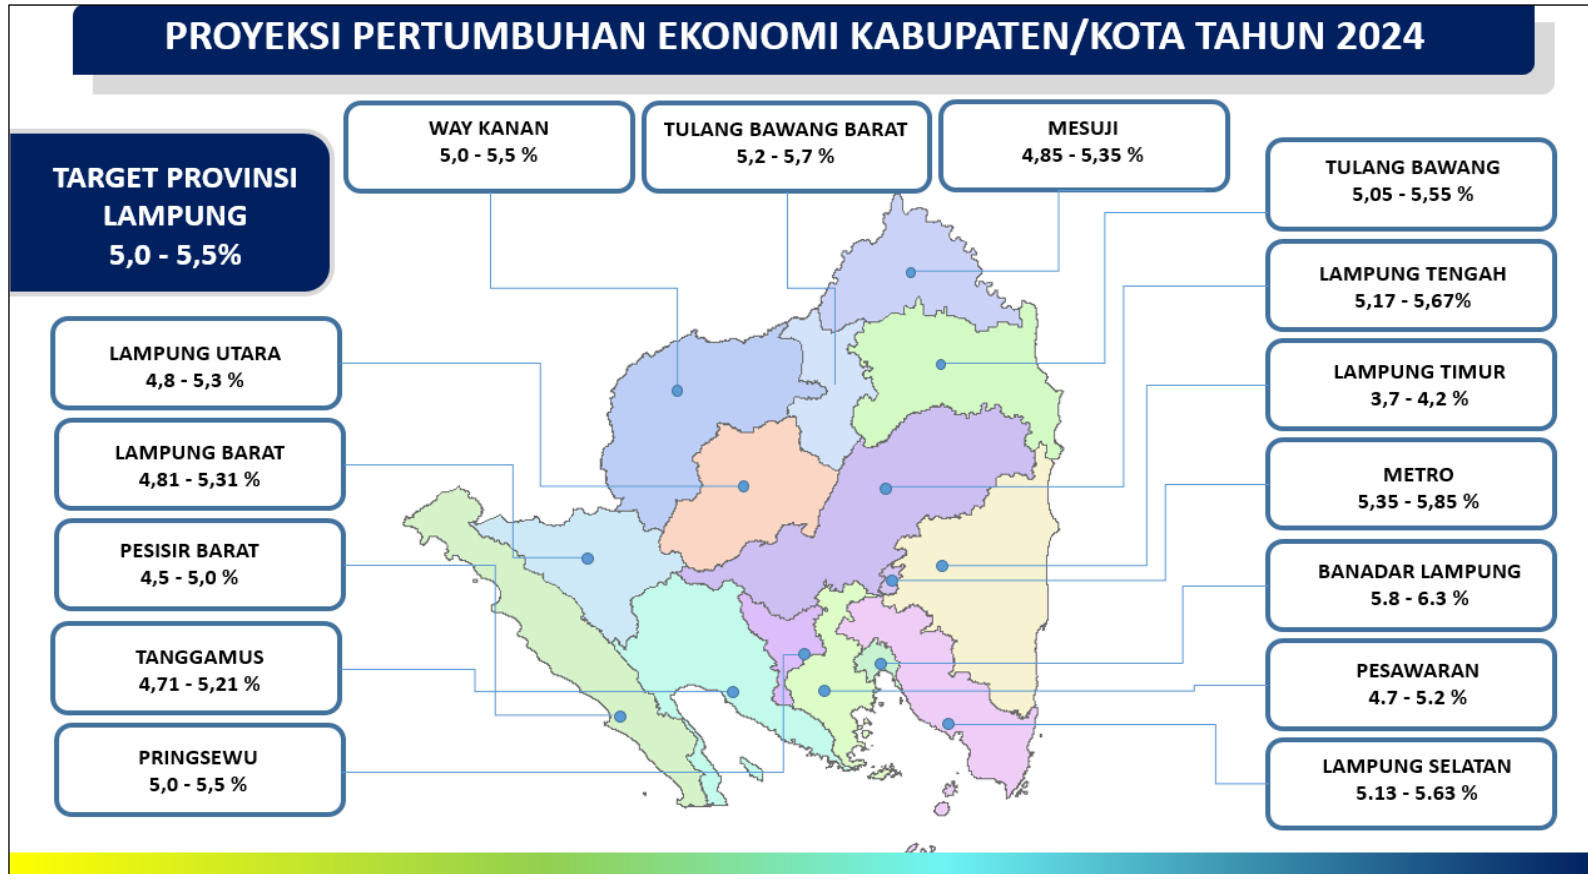 PROYEKSI PERTUMBUHAN EKONOMI KABUPATEN/KOTA TAHUN 2024
TARGET PROVINSI
LAMPUNG
5,0 - 5,5%
WAY KANAN
5,0 - 5,5 %
TULANG BAWANG BARAT
5,2 - 5,7 %
MESUJI
4,85 - 5,35 %
TULANG BAWANG
5,05 - 5,55 %
LAMPUNG TENGAH
5,17 - 5,67%
LAMPUNG TIMUR
3,7 - 4,2 %
METRO
5,35 - 5,85 %
BANADAR LAMPUNG
5.8 - 6.3 %
PESAWARAN
4.7 - 5.2 %
LAMPUNG SELATAN
5.13 - 5.63 %
LAMPUNG UTARA
4,8 - 5,3 %
LAMPUNG BARAT
4,81 - 5,31 %
PESISIR BARAT
4,5 - 5,0 %
TANGGAMUS
4,71 - 5,21 %
PRINGSEWU
5,0 - 5,5 %